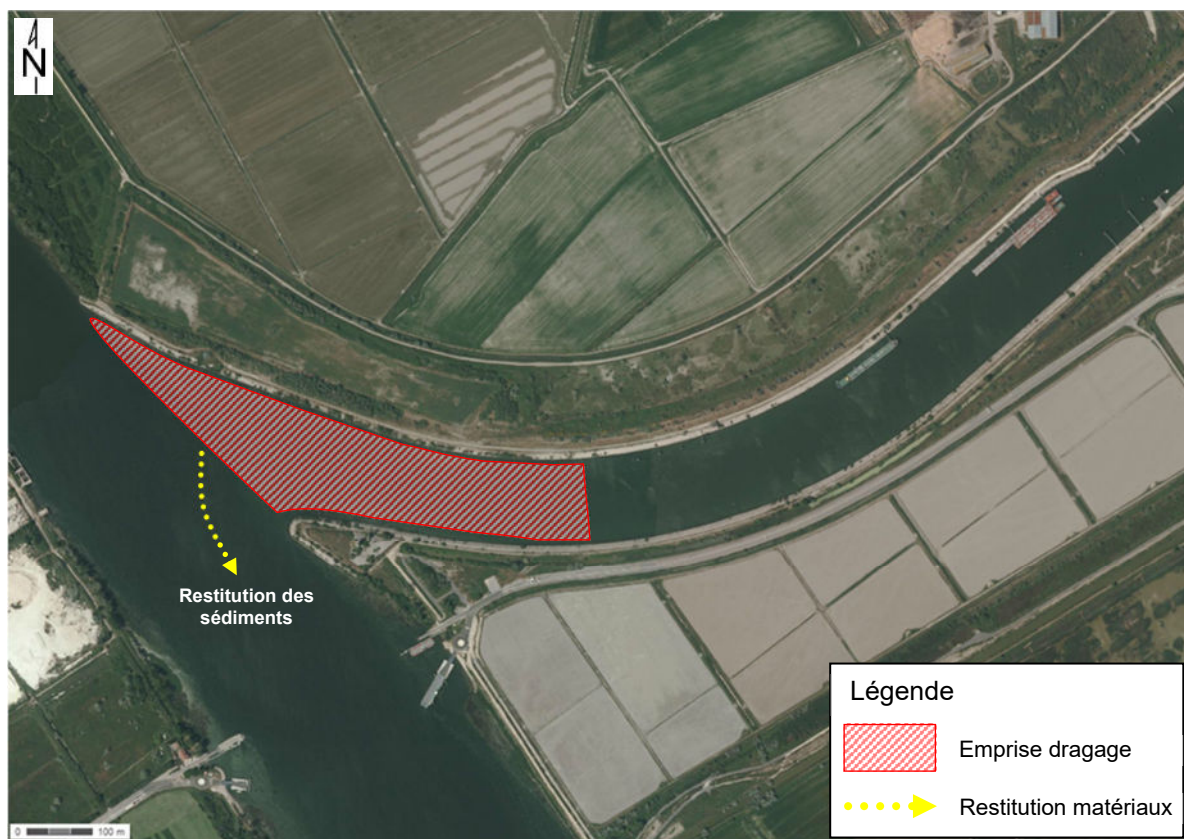 N
Restitution des
sédiments
Légende
Emprise dragage
Restitution matériaux
0 100 m